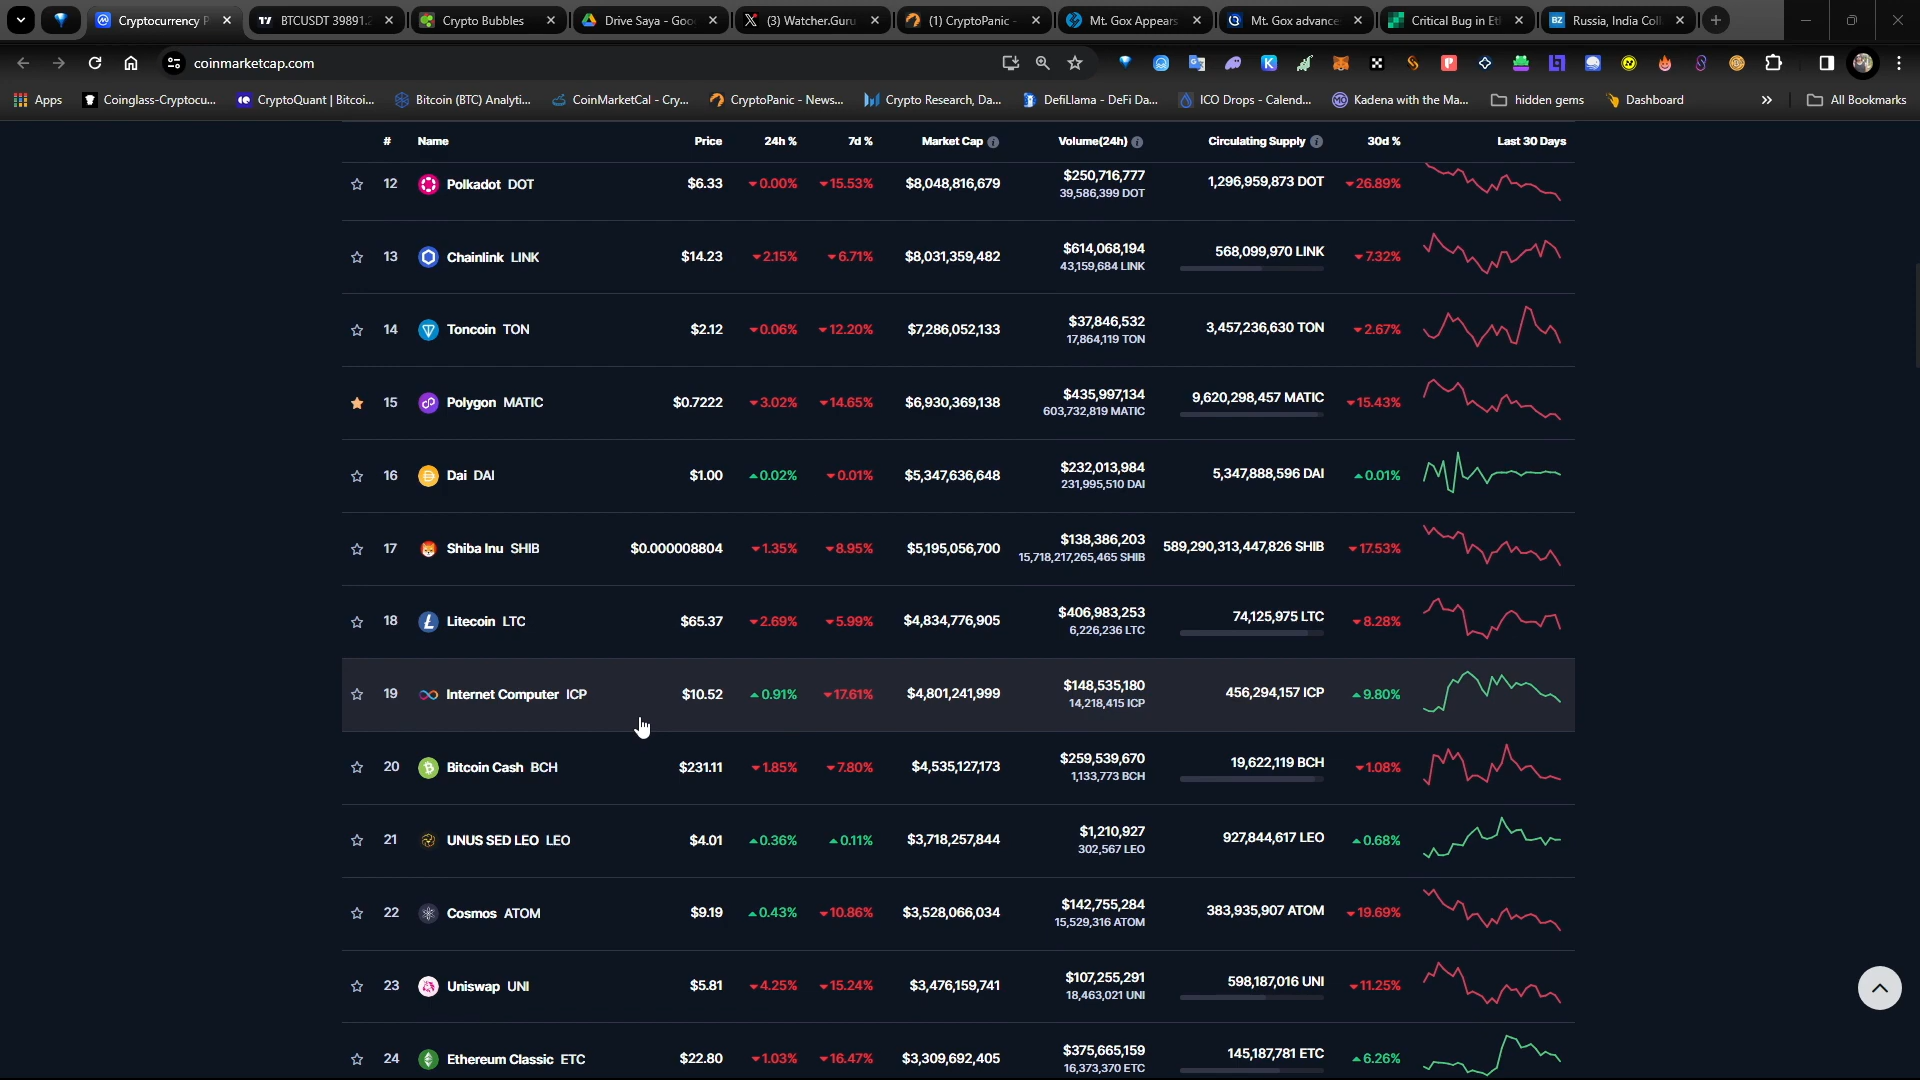 Cryptocurrency P
BTCUSDT 39891.2
Crypto Bubbles
Drive Saya - Goo
(3) Watcher.Guru
(1) CryptoPanic -
Mt. Gox Appears
Mt. Gox advance
Critical Bug in Et
Russia, India Coll
coinmarketcap.com
Apps
Coinglass-Cryptocu...
CryptoQuant | Bitcoi...
Bitcoin (BTC) Analyti...
CoinMarketCal - Cry...
CryptoPanic - News...
Crypto Research, Da...
DefiLlama - DeFi Da...
ICO Drops - Calend...
Kadena with the Ma...
hidden gems
Dashboard
All Bookmarks
# Name Price 24h % 7d % Market Cap Volume(24h) Circulating Supply 30d % Last 30 Days
12 Polkadot DOT $6.33 0.00% 15.53% $8,048,816,679 $250,716,777 1,296,959,873 DOT 26.89%
39,586,399 DOT
13 Chainlink LINK $14.23 2.15% 6.71% $8,031,359,482 $614,068,194 568,099,970 LINK 7.32%
43,159,684 LINK
14 Toncoin TON $2.12 0.06% 12.20% $7,286,052,133 $37,846,532 3,457,236,630 TON 2.67%
17,864,119 TON
15 Polygon MATIC $0.7222 3.02% 14.65% $6,930,369,138 $435,997,134 9,620,298,457 MATIC 15.43%
603,732,819 MATIC
16 Dai DAI $1.00 0.02% 0.01% $5,347,636,648 $232,013,984 5,347,888,596 DAI 0.01%
231,995,510 DAI
17 Shiba Inu SHIB $0.000008804 1.35% 8.95% $5,195,056,700 $138,386,203 589,290,313,447,826 SHIB 17.53%
15,718,217,265,465 SHIB
18 Litecoin LTC $65.37 2.69% 5.99% $4,834,776,905 $406,983,253 74,125,975 LTC 8.28%
6,226,236 LTC
19 Internet Computer ICP $10.52 0.91% 17.61% $4,801,241,999 $148,535,180 456,294,157 ICP 9.80%
14,218,415 ICP
20 Bitcoin Cash BCH $231.11 1.85% 7.80% $4,535,127,173 $259,539,670 19,622,119 BCH 1.08%
1,133,773 BCH
21 UNUS SED LEO LEO $4.01 0.36% 0.11% $3,718,257,844 $1,210,927 927,844,617 LEO 0.68%
302,567 LEO
22 Cosmos ATOM $9.19 0.43% 10.86% $3,528,066,034 $142,755,284 383,935,907 ATOM 19.69%
15,529,316 ATOM
23 Uniswap UNI $5.81 4.25% 15.24% $3,476,159,741 $107,255,291 598,187,016 UNI 11.25%
18,463,021 UNI
24 Ethereum Classic ETC $22.80 1.03% 16.47% $3,309,692,405 $375,665,159 145,187,781 ETC 6.26%
16,373,370 ETC